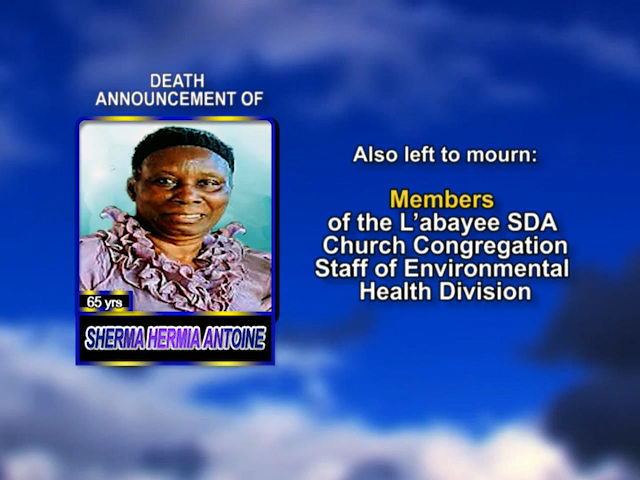 DEATH
ANNOUNCEMENT OF
65 yrs
SHERMA HERMIA ANTOINE
Also left to mourn:
Members
of the L'abayee SDA
Church Congregation
Staff of Environmental
Health Division